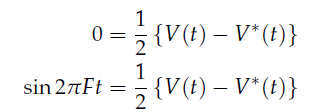 0 = 1/2 {V(t) − V*(t)}
sin 2πFt = 1/2 {V(t) − V*(t)}